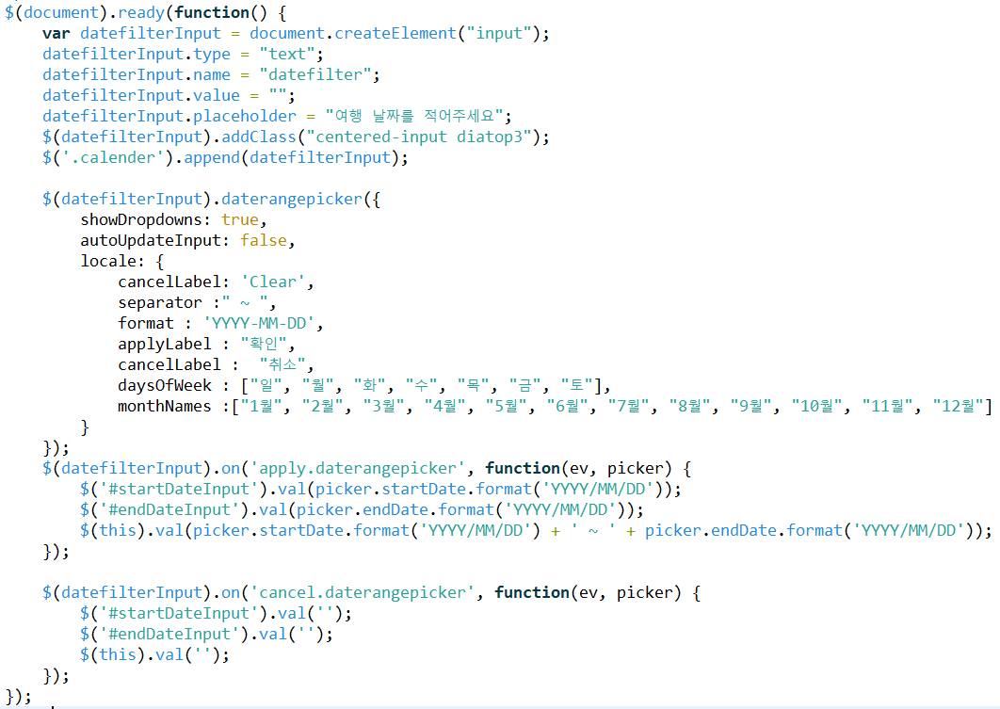 $(document).ready(function() {
    var datefilterInput = document.createElement("input");
    datefilterInput.type = "text";
    datefilterInput.name = "datefilter";
    datefilterInput.value = "";
    datefilterInput.placeholder = "여행 날짜를 적어주세요";
    $(datefilterInput).addClass("centered-input diatop3");
    $('.calender').append(datefilterInput);

    $(datefilterInput).daterangepicker({
        showDropdowns: true,
        autoUpdateInput: false,
        locale: {
            cancelLabel: 'Clear',
            separator :" ~ ",
            format : 'YYYY-MM-DD',
            applyLabel : "확인",
            cancelLabel :  "취소",
            daysOfWeek : ["일", "월", "화", "수", "목", "금", "토"],
            monthNames :["1월", "2월", "3월", "4월", "5월", "6월", "7월", "8월", "9월", "10월", "11월", "12월"]
        }
    });
    $(datefilterInput).on('apply.daterangepicker', function(ev, picker) {
        $('#startDateInput').val(picker.startDate.format('YYYY/MM/DD'));
        $('#endDateInput').val(picker.endDate.format('YYYY/MM/DD'));
        $(this).val(picker.startDate.format('YYYY/MM/DD') + ' ~ ' + picker.endDate.format('YYYY/MM/DD'));
    });

    $(datefilterInput).on('cancel.daterangepicker', function(ev, picker) {
        $('#startDateInput').val('');
        $('#endDateInput').val('');
        $(this).val('');
    });
});